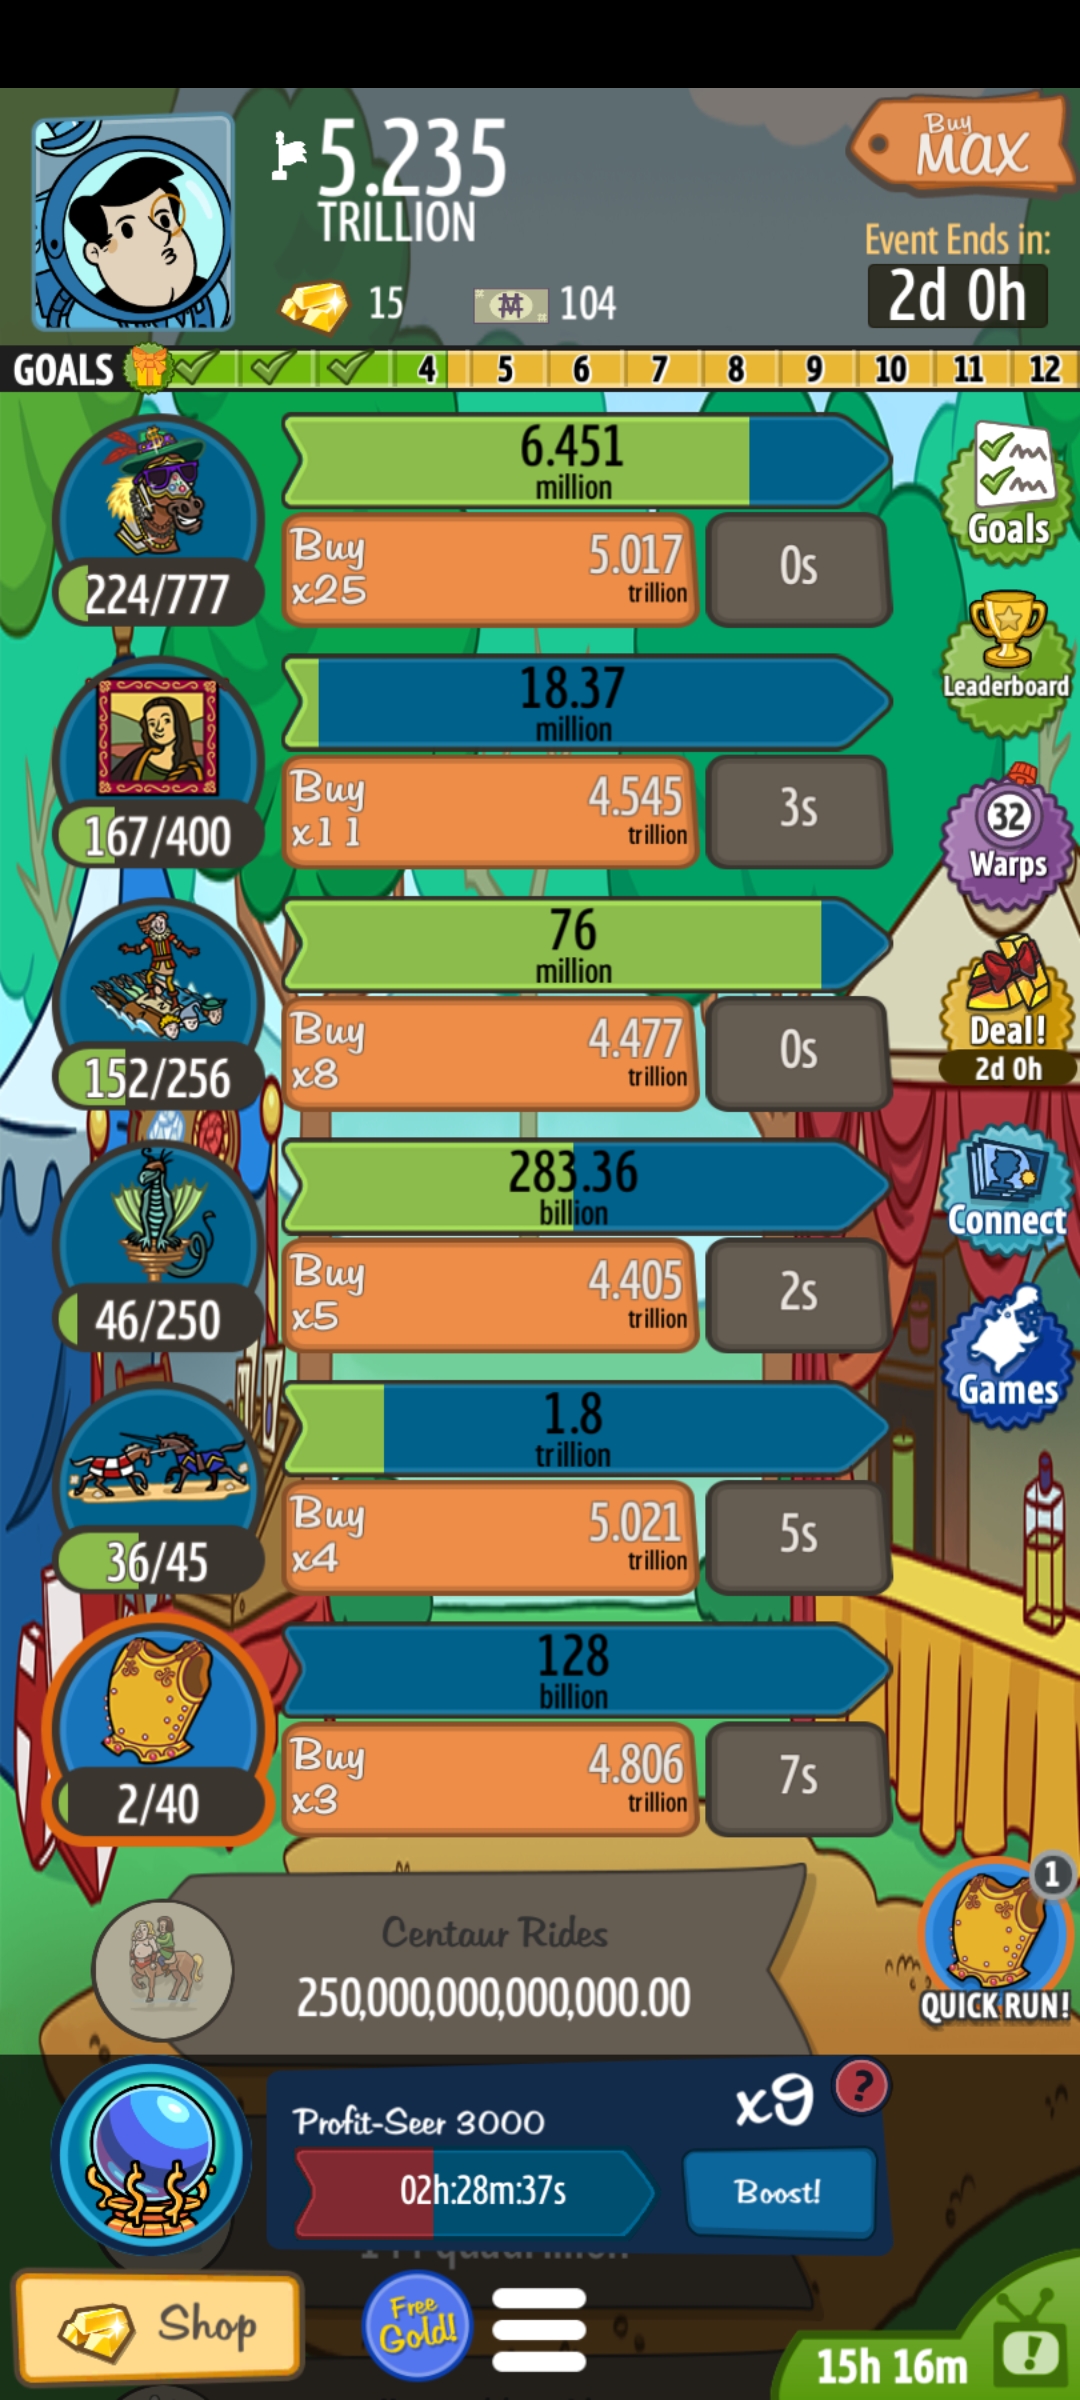 5.235
TRILLION
15
104
Buy
MAX
Event Ends in:
2d 0h
GOALS 4 5 6 7 8 9 10 11 12
6.451
million
Buy
x25
5.017
trillion
0s
224/777
Goals
18.37
million
Buy
x11
4.545
trillion
3s
167/400
Leaderboard
76
million
Buy
x8
4.477
trillion
0s
152/256
32
Warps
Deal!
2d 0h
283.36
billion
Buy
x5
4.405
trillion
2s
46/250
Connect
Games
1.8
trillion
Buy
x4
5.021
trillion
5s
36/45
128
billion
Buy
x3
4.806
trillion
7s
2/40
Centaur Rides
250,000,000,000,000.00
1
QUICK RUN!
Profit-Seer 3000
x9
?
02h:28m:37s
Boost!
Shop
Free
Gold!
15h 16m
!